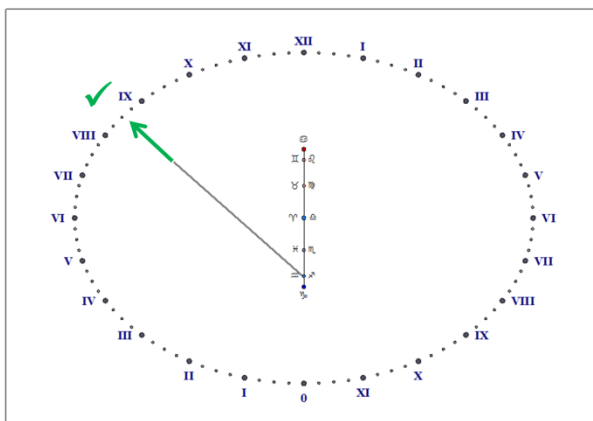 XII
XI I
X II
IX III
VIII IV
♋
♊ ♌
VII V
♉ ♍
VI ♈ ♎ VI
♓ ♏
V VII
♒ ♐
♑
IV VIII
III IX
II X
I XI
0